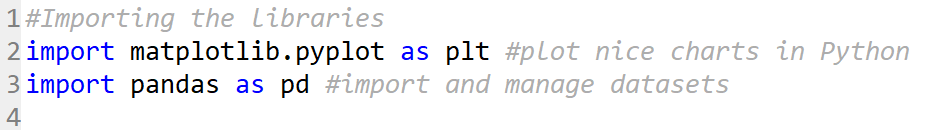 1 #Importing the libraries
2 import matplotlib.pyplot as plt #plot nice charts in Python
3 import pandas as pd #import and manage datasets
4